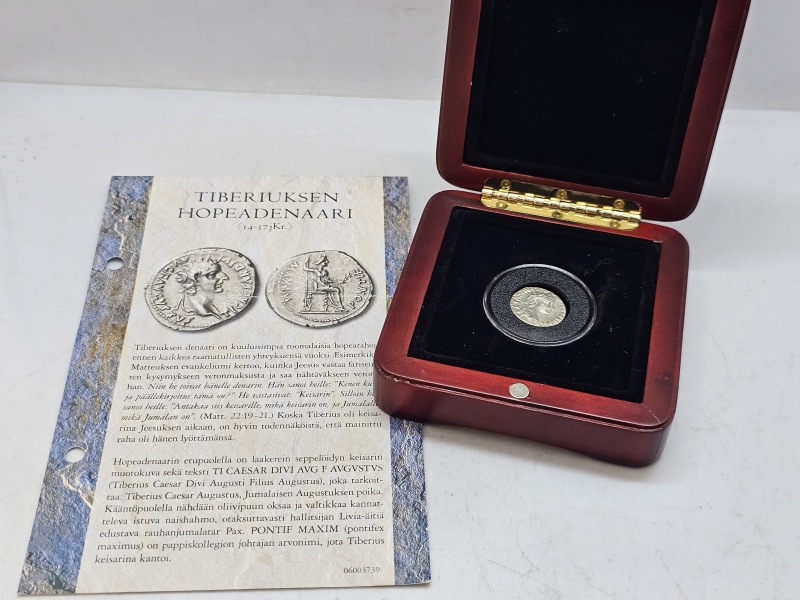 TIBERIUKSEN
HOPEADENAARI
(14-37 jKr.)
Tiberiuksen denaari on kuuluisimpia roomalaisia hopearahoj
ennen kaikkea raamatullisten yhteyksiensä vuoksi. Esimerkik
Matteuksen evankeliumi kertoo, kuinka Jeesus vastaa fariseu
ten kysymykseen veronmaksusta ja saa nähtäväkseen veror
han. Niin he toivat hänelle denarin. Hän sanoi heille: "Kenen ku
ja päällekirjoitus tämä on?" He vastasivat: "Keisarin". Silloin h
sanoi heille: "Antakaa siis keisarille, mikä keisarin on, ja Jumalalle
mikä Jumalan on". (Matt. 22:19–21.) Koska Tiberius oli keisa-
rina Jeesuksen aikaan, on hyvin todennäköistä, että mainittu
raha oli hänen lyöttämänsä.
Hopeadenaarin etupuolella on laakerein seppelöidyn keisarin
muotokuva sekä teksti TI CAESAR DIVI AVG F AVGVSTVS
(Tiberius Caesar Divi Augusti Filius Augustus), joka tarkoit-
taa: Tiberius Caesar Augustus, Jumalaisen Augustuksen poika.
Kääntöpuolella nähdään oliivipuun oksaa ja valtikkaa kannat-
televa istuva naishahmo, otaksuttavasti hallitsijan Livia-äitiä
edustava rauhanjumalatar Pax. PONTIF MAXIM (pontifex
maximus) on pappiskollegion johtajan arvonimi, jota Tiberius
keisarina kantoi.
06003739